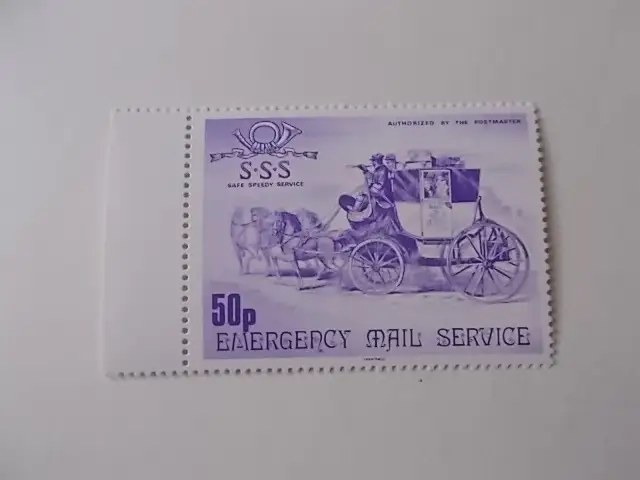 AUTHORIZED BY THE POSTMASTER
S·S·S
SAFE SPEEDY SERVICE
50p
EMERGENCY MAIL SERVICE